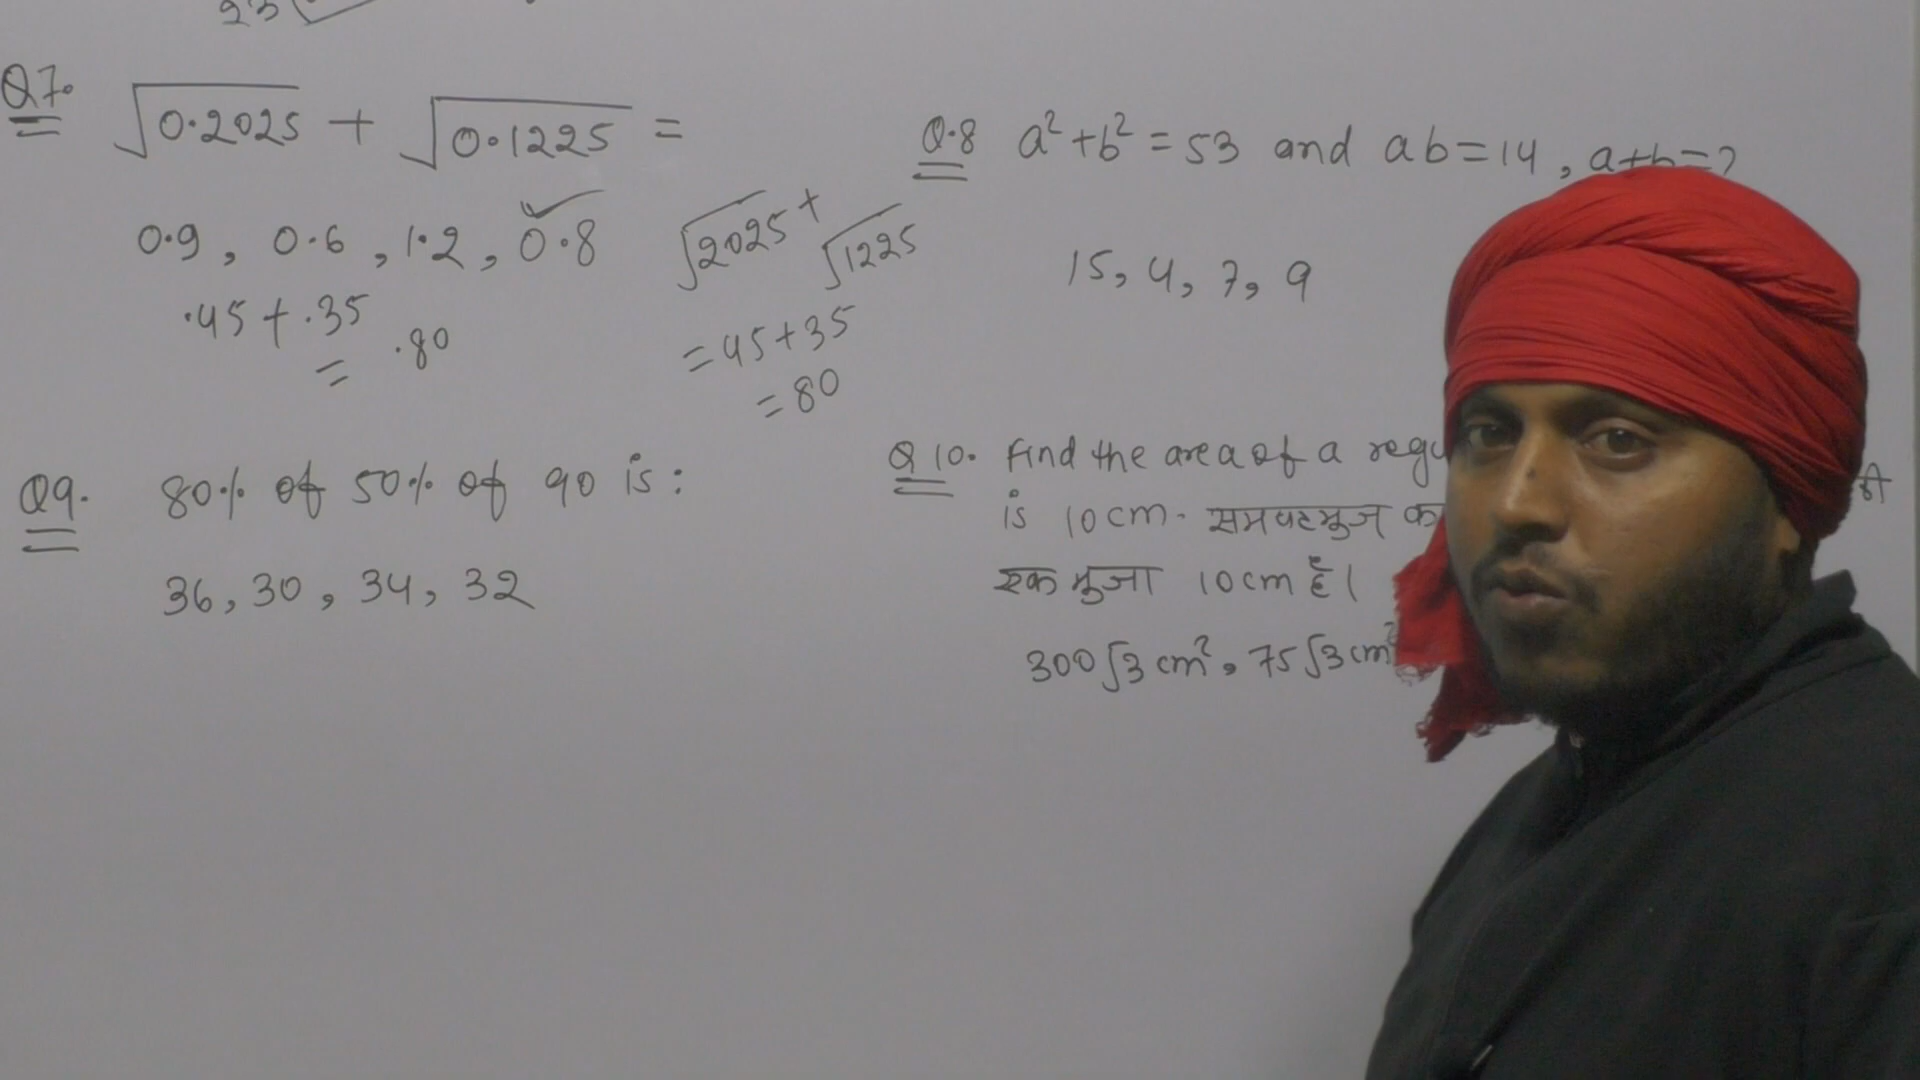 23
Q7. √0.2025 + √0.1225 =
0.9, 0.6, 1.2, 0.8
.45 + .35
= .80
√2025 +
√1225
= 45 + 35
= 80
Q.8 a² + b² = 53 and ab = 14, a+b=?
15, 4, 7, 9
Q9. 80% of 50% of 90 is:
36, 30, 34, 32
Q10. Find the area of a
is 10cm. समषटभुज
एक भुजा 10cm है।
300√3 cm², 75√3 cm²